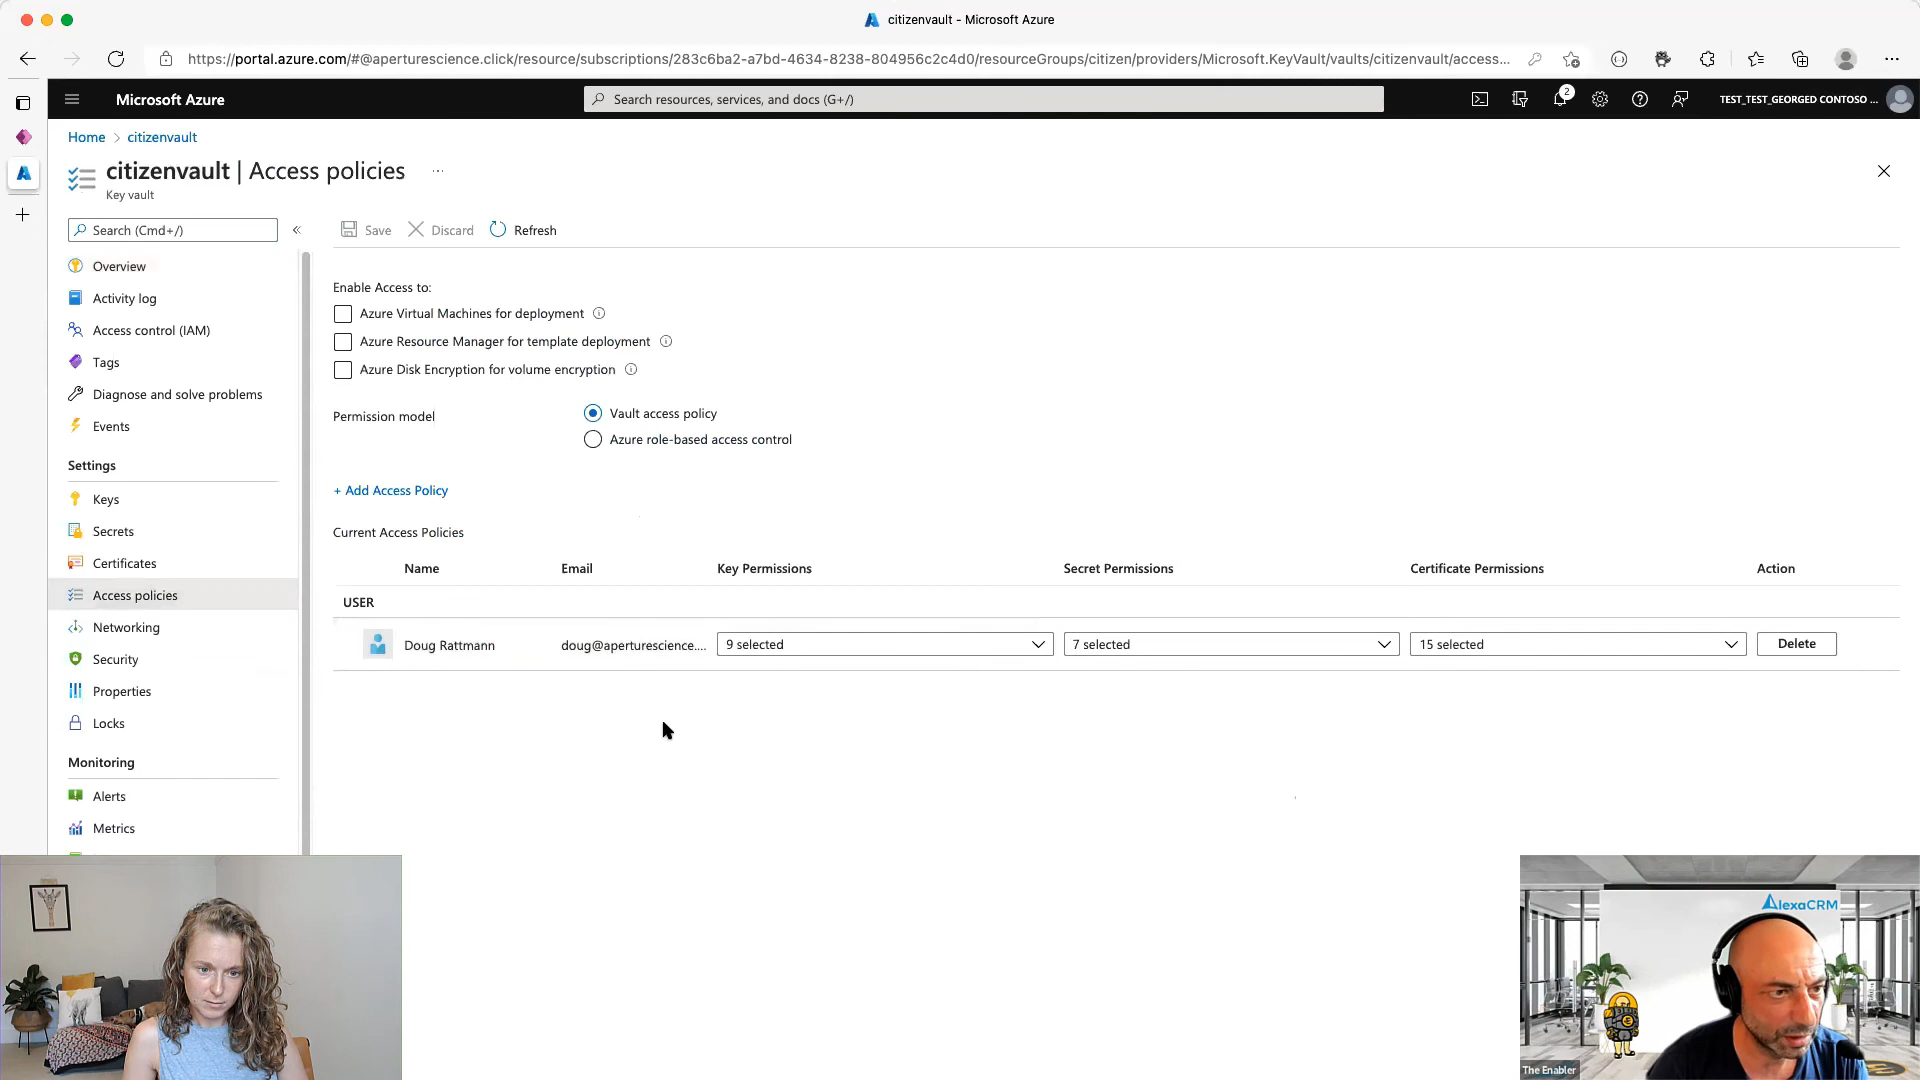 citizenvault - Microsoft Azure
https://portal.azure.com/#@aperturescience.click/resource/subscriptions/283c6ba2-a7bd-4634-8238-804956c2c4d0/resourceGroups/citizen/providers/Microsoft.KeyVault/vaults/citizenvault/access...
Microsoft Azure
Search resources, services, and docs (G+/)
2
TEST_TEST_GEORGED CONTOSO ...
Home > citizenvault
citizenvault | Access policies ...
Key vault
Search (Cmd+/)
«
Save
Discard
Refresh
Overview
Activity log
Access control (IAM)
Tags
Diagnose and solve problems
Events
Settings
Keys
Secrets
Certificates
Access policies
Networking
Security
Properties
Locks
Monitoring
Alerts
Metrics
Enable Access to:
Azure Virtual Machines for deployment
Azure Resource Manager for template deployment
Azure Disk Encryption for volume encryption
Permission model
Vault access policy
Azure role-based access control
+ Add Access Policy
Current Access Policies
Name Email Key Permissions Secret Permissions Certificate Permissions Action
USER
Doug Rattmann doug@aperturescience.... 9 selected 7 selected 15 selected Delete
AlexaCRM
The Enabler